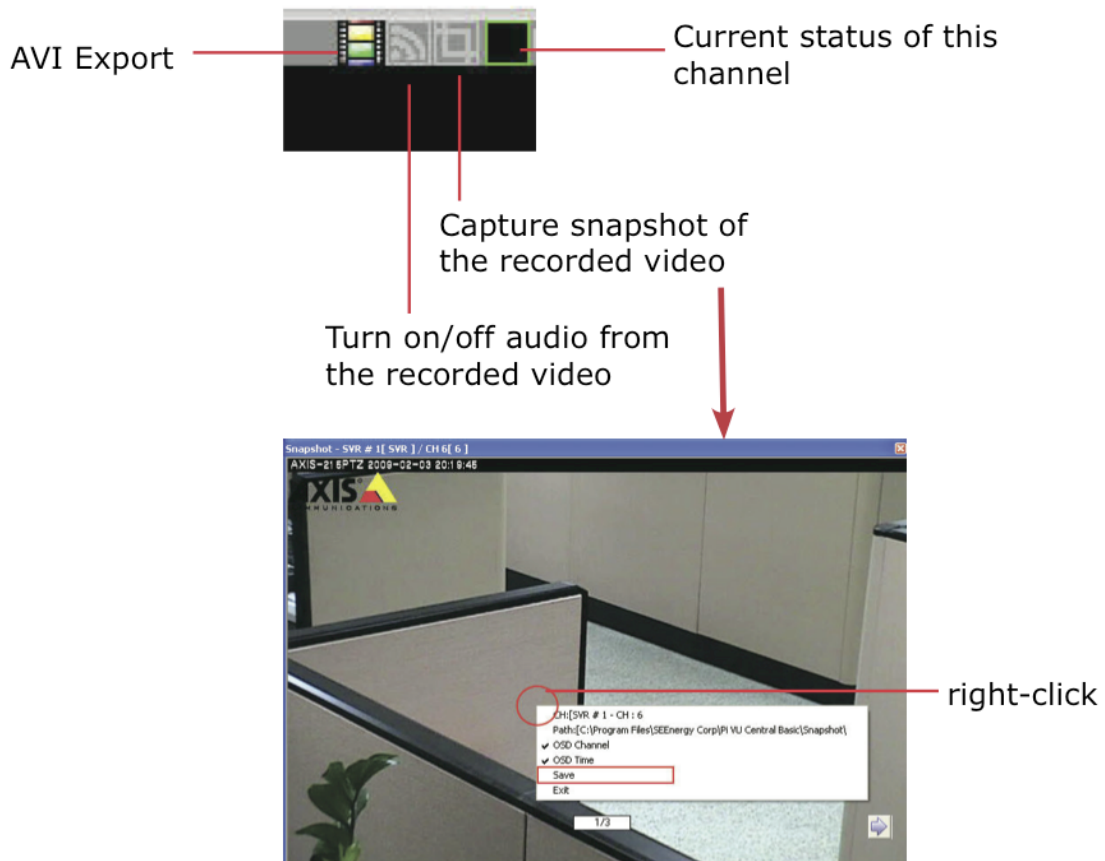 AVI Export
Current status of this
channel
Capture snapshot of
the recorded video
Turn on/off audio from
the recorded video
Snapshot - SVR # 1[ SVR ] / CH 6[ 6 ]
AXIS-215PTZ 2009-02-03 20:19:45
AXIS
COMMUNICATIONS
right-click
CH:[SVR # 1 - CH : 6
Path:[C:\Program Files\SEEnergy Corp\Pi VU Central Basic\Snapshot\
OSD Channel
OSD Time
Save
Exit
1/3